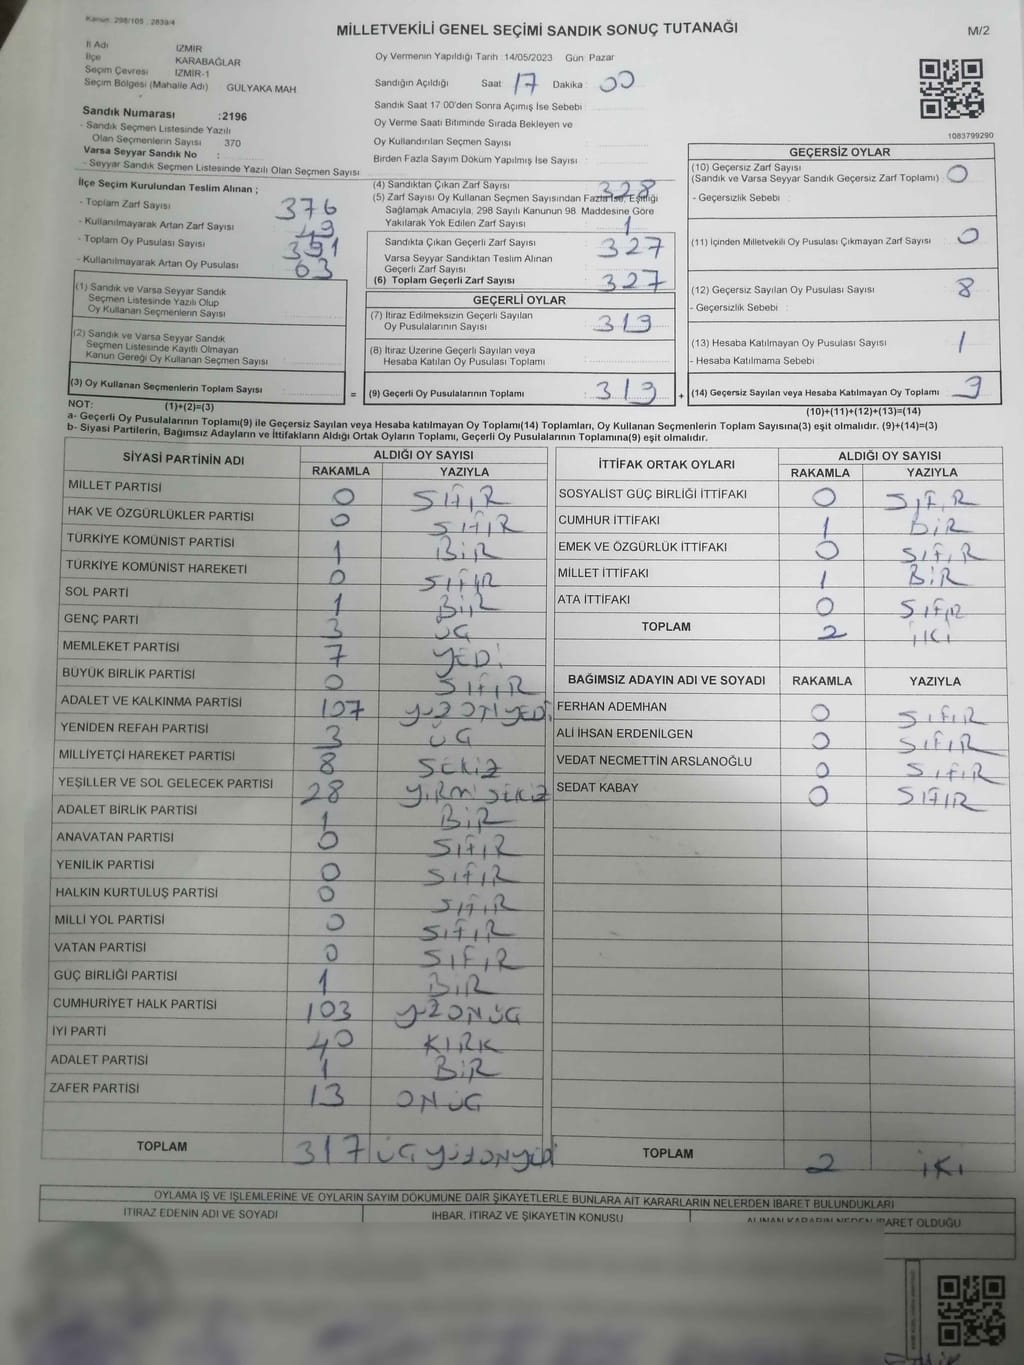 Kanun: 298/105 , 2839/4
MİLLETVEKİLİ GENEL SEÇİMİ SANDIK SONUÇ TUTANAĞI
M/2
İl Adı İZMİR
İlçe KARABAĞLAR
Seçim Çevresi İZMİR-1
Seçim Bölgesi (Mahalle Adı) GÜLYAKA MAH
Oy Vermenin Yapıldığı Tarih :14/05/2023 Gün: Pazar
Sandığın Açıldığı Saat 17 Dakika 00
Sandık Saat 17:00'den Sonra Açımış İse Sebebi :
Oy Verme Saati Bitiminde Sırada Bekleyen ve
Oy Kullandırılan Seçmen Sayısı :
Birden Fazla Sayım Döküm Yapılmış İse Sayısı :
1083799290
Sandık Numarası :2196
- Sandık Seçmen Listesinde Yazılı
Olan Seçmenlerin Sayısı 370
Varsa Seyyar Sandık No :
- Seyyar Sandık Seçmen Listesinde Yazılı Olan Seçmen Sayısı
İlçe Seçim Kurulundan Teslim Alınan ;
- Toplam Zarf Sayısı 376
- Kullanılmayarak Artan Zarf Sayısı 49
- Toplam Oy Pusulası Sayısı 391
- Kullanılmayarak Artan Oy Pusulası 63
(1) Sandık ve Varsa Seyyar Sandık
Seçmen Listesinde Yazılı Olup
Oy Kullanan Seçmenlerin Sayısı
(2) Sandık ve Varsa Seyyar Sandık
Seçmen Listesinde Kayıtlı Olmayan
Kanun Gereği Oy Kullanan Seçmen Sayısı
(3) Oy Kullanan Seçmenlerin Toplam Sayısı
(4) Sandıktan Çıkan Zarf Sayısı 328
(5) Zarf Sayısı Oy Kullanan Seçmen Sayısından Fazla İse, Eşitliği
Sağlamak Amacıyla, 298 Sayılı Kanunun 98. Maddesine Göre
Yakılarak Yok Edilen Zarf Sayısı : 1
Sandıkta Çıkan Geçerli Zarf Sayısı 327
Varsa Seyyar Sandıktan Teslim Alınan
Geçerli Zarf Sayısı
(6) Toplam Geçerli Zarf Sayısı : 327
GEÇERLİ OYLAR
(7) İtiraz Edilmeksizin Geçerli Sayılan
Oy Pusulalarının Sayısı : 319
(8) İtiraz Üzerine Geçerli Sayılan veya
Hesaba Katılan Oy Pusulası Toplamı
= (9) Geçerli Oy Pusulalarının Toplamı : 319
GEÇERSİZ OYLAR
(10) Geçersiz Zarf Sayısı
(Sandık ve Varsa Seyyar Sandık Geçersiz Zarf Toplamı) : 0
- Geçersizlik Sebebi :
(11) İçinden Milletvekili Oy Pusulası Çıkmayan Zarf Sayısı : 0
(12) Geçersiz Sayılan Oy Pusulası Sayısı : 8
- Geçersizlik Sebebi :
(13) Hesaba Katılmayan Oy Pusulası Sayısı : 1
- Hesaba Katılmama Sebebi :
+ (14) Geçersiz Sayılan veya Hesaba Katılmayan Oy Toplamı : 9
NOT: (1)+(2)=(3)
(10)+(11)+(12)+(13)=(14)
a- Geçerli Oy Pusulalarının Toplamı(9) ile Geçersiz Sayılan veya Hesaba katılmayan Oy Toplamı(14) Toplamları, Oy Kullanan Seçmenlerin Toplam Sayısına(3) eşit olmalıdır. (9)+(14)=(3)
b- Siyasi Partilerin, Bağımsız Adayların ve İttifakların Aldığı Ortak Oyların Toplamı, Geçerli Oy Pusulalarının Toplamına(9) eşit olmalıdır.
SİYASİ PARTİNİN ADI ALDIĞI OY SAYISI
RAKAMLA YAZIYLA
MİLLET PARTİSİ 0 SIFIR
HAK VE ÖZGÜRLÜKLER PARTİSİ 0 SIFIR
TÜRKİYE KOMÜNİST PARTİSİ 1 BİR
TÜRKİYE KOMÜNİST HAREKETİ 0 SIFIR
SOL PARTİ 1 BİR
GENÇ PARTİ 3 ÜÇ
MEMLEKET PARTİSİ 7 YEDİ
BÜYÜK BİRLİK PARTİSİ 0 SIFIR
ADALET VE KALKINMA PARTİSİ 107
YENİDEN REFAH PARTİSİ 3 ÜÇ
MİLLİYETÇİ HAREKET PARTİSİ 8 SEKİZ
YEŞİLLER VE SOL GELECEK PARTİSİ 28 YİRMİ SEKİZ
ADALET BİRLİK PARTİSİ 1 BİR
ANAVATAN PARTİSİ 0 SIFIR
YENİLİK PARTİSİ 0 SIFIR
HALKIN KURTULUŞ PARTİSİ 0 SIFIR
MİLLİ YOL PARTİSİ 0 SIFIR
VATAN PARTİSİ 0 SIFIR
GÜÇ BİRLİĞİ PARTİSİ 1 BİR
CUMHURİYET HALK PARTİSİ 103 YÜZONÜÇ
İYİ PARTİ 40 KIRK
ADALET PARTİSİ 1 BİR
ZAFER PARTİSİ 13 ONÜÇ
TOPLAM 317 ÜÇYÜZONYEDİ
İTTİFAK ORTAK OYLARI ALDIĞI OY SAYISI
RAKAMLA YAZIYLA
SOSYALİST GÜÇ BİRLİĞİ İTTİFAKI 0 SIFIR
CUMHUR İTTİFAKI 1 BİR
EMEK VE ÖZGÜRLÜK İTTİFAKI 0 SIFIR
MİLLET İTTİFAKI 1 BİR
ATA İTTİFAKI 0 SIFIR
TOPLAM 2 İKİ
BAĞIMSIZ ADAYIN ADI VE SOYADI RAKAMLA YAZIYLA
FERHAN ADEMHAN 0 SIFIR
ALİ İHSAN ERDENİLGEN 0 SIFIR
VEDAT NECMETTİN ARSLANOĞLU 0 SIFIR
SEDAT KABAY 0 SIFIR
TOPLAM 2 İKİ
OYLAMA İŞ VE İŞLEMLERİNE VE OYLARIN SAYIM DÖKÜMÜNE DAİR ŞİKAYETLERLE BUNLARA AİT KARARLARIN NELERDEN İBARET BULUNDUKLARI
İTİRAZ EDENİN ADI VE SOYADI İHBAR, İTİRAZ VE ŞİKAYETİN KONUSU ALINAN KARARIN NEDEN İBARET OLDUĞU